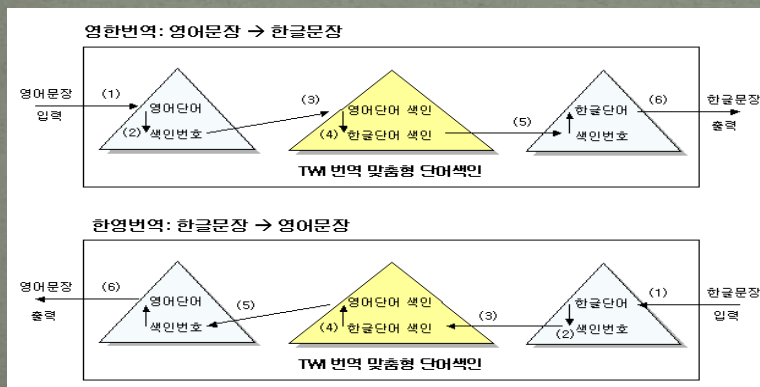 영한번역: 영어문장 → 한글문장
영어문장 (1)
입력
영어단어
(2)
색인번호
(3)
영어단어 색인
(4) 한글단어 색인
(5)
한글단어
색인번호
(6) 한글문장
출력
TWI 번역 맞춤형 단어색인
한영번역: 한글문장 → 영어문장
영어문장 (6)
출력
영어단어
색인번호
(5)
영어단어 색인
(4) 한글단어 색인
(3)
한글단어
(2) 색인번호
(1) 한글문장
입력
TWI 번역 맞춤형 단어색인